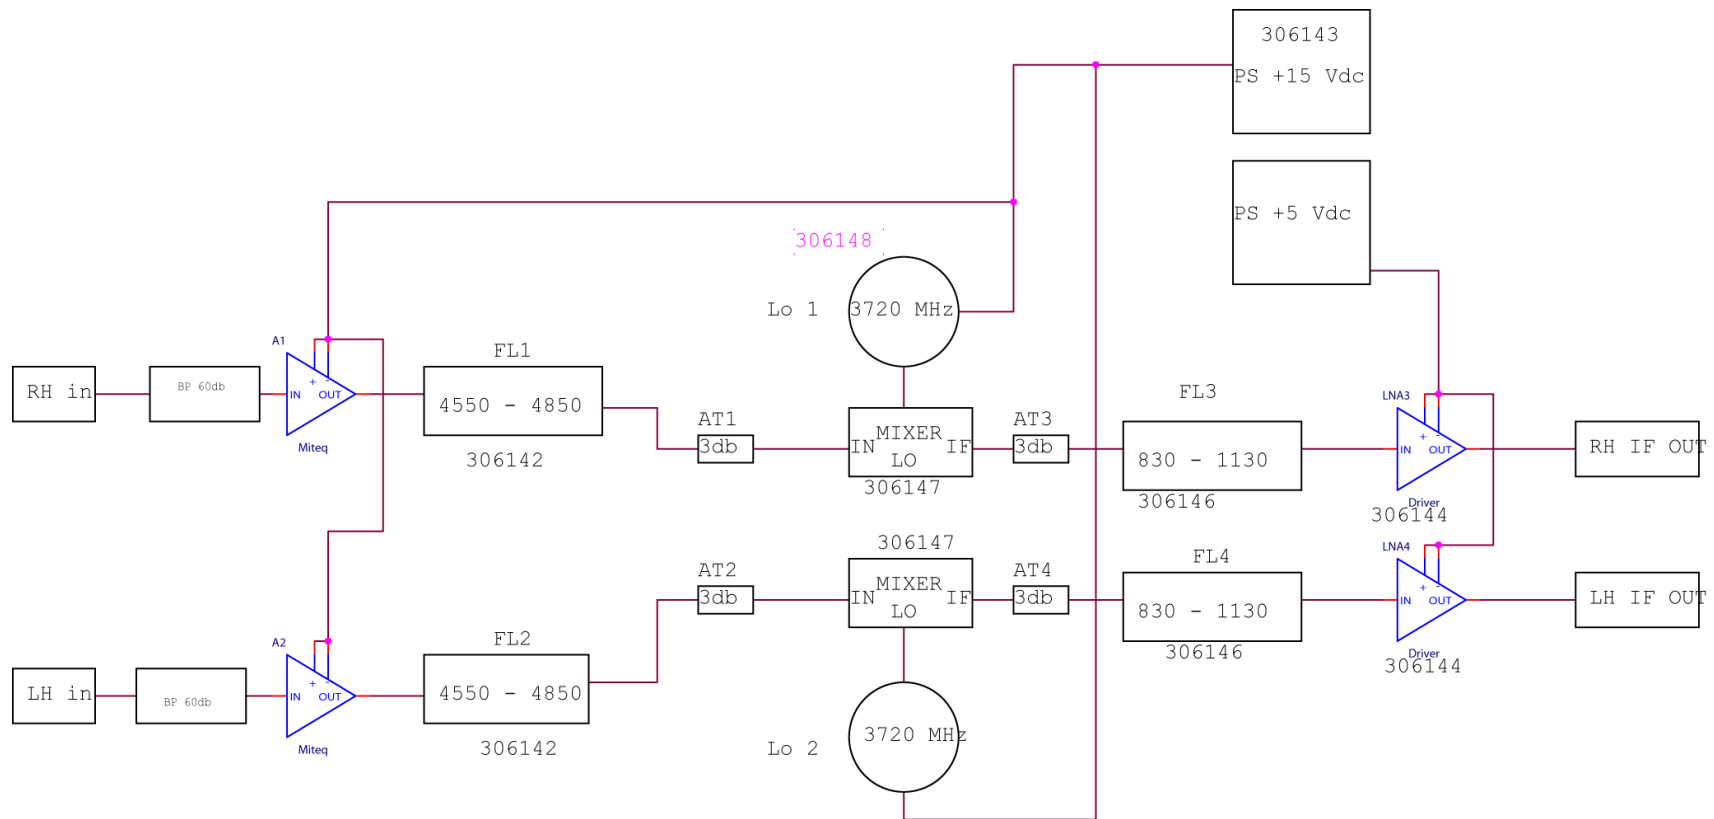 306143
PS +15 Vdc
PS +5 Vdc
306148
Lo 1
3720 MHz
A1
+ -
IN OUT
Miteq
RH in
BP 60db
FL1
4550 - 4850
306142
AT1
3db
MIXER
IN IF
LO
306147
AT3
3db
FL3
830 - 1130
306146
LNA3
+ -
IN OUT
Driver
306144
RH IF OUT
306147
MIXER
IN IF
LO
AT2
3db
AT4
3db
FL4
830 - 1130
306146
LNA4
+ -
IN OUT
Driver
306144
LH IF OUT
A2
+ -
IN OUT
Miteq
LH in
BP 60db
FL2
4550 - 4850
306142
Lo 2
3720 MHz